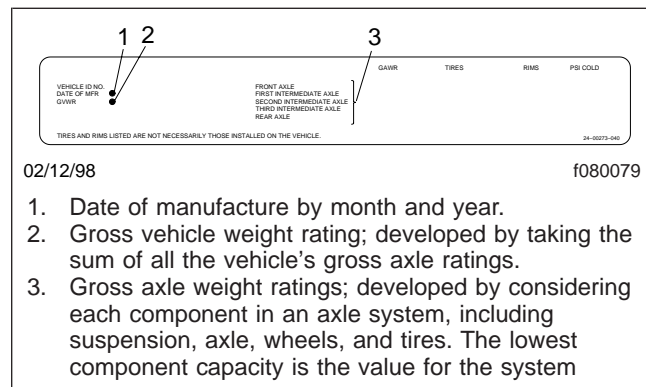 1 2 3
GAWR TIRES RIMS PSI COLD
VEHICLE ID NO.
DATE OF MFR
GVWR
FRONT AXLE
FIRST INTERMEDIATE AXLE
SECOND INTERMEDIATE AXLE
THIRD INTERMEDIATE AXLE
REAR AXLE
TIRES AND RIMS LISTED ARE NOT NECESSARILY THOSE INSTALLED ON THE VEHICLE. 24–00273–040
02/12/98 f080079
1. Date of manufacture by month and year.
2. Gross vehicle weight rating; developed by taking the
sum of all the vehicle's gross axle ratings.
3. Gross axle weight ratings; developed by considering
each component in an axle system, including
suspension, axle, wheels, and tires. The lowest
component capacity is the value for the system